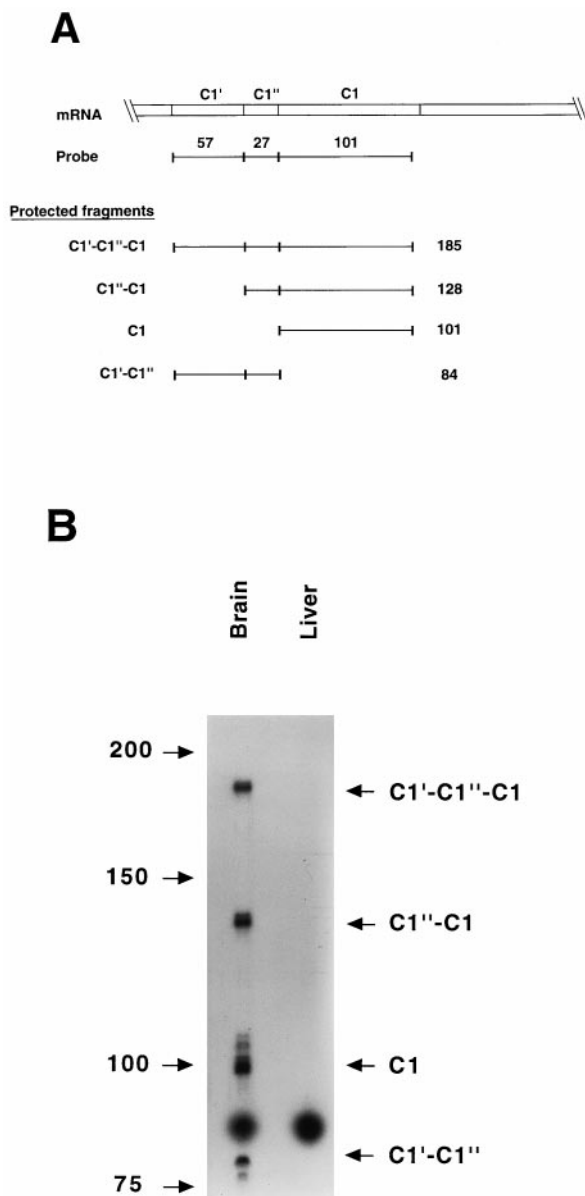 A
C1' C1" C1
mRNA
57 27 101
Probe
Protected fragments
C1'-C1"-C1 185
C1"-C1 128
C1 101
C1'-C1" 84
B
Brain Liver
200 C1'-C1"-C1
150
C1"-C1
100 C1
C1'-C1"
75